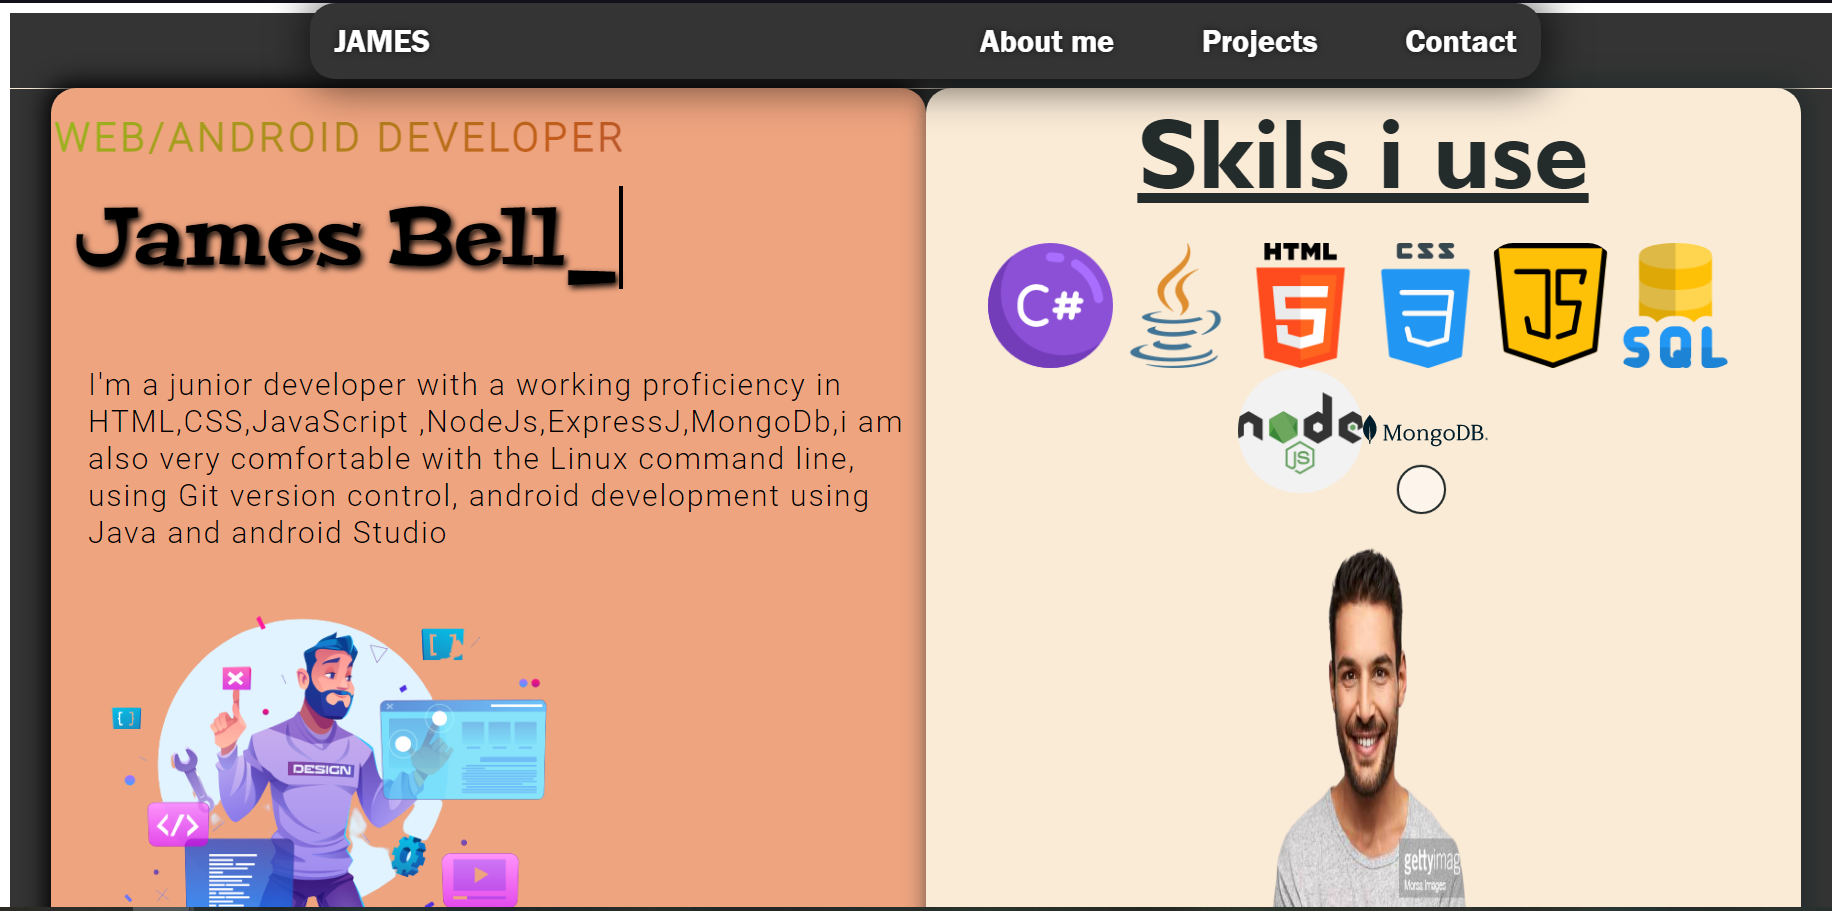 JAMES
About me
Projects
Contact
WEB/ANDROID DEVELOPER
James Bell_
I'm a junior developer with a working proficiency in
HTML,CSS,JavaScript ,NodeJs,ExpressJ,MongoDb,i am
also very comfortable with the Linux command line,
using Git version control, android development using
Java and android Studio
[ ]
[ ]
DESIGN
</>
Skils i use
C#
HTML
5
CSS
3
JS
SQL
node
JS
MongoDB.
gettyimag
Morsa Images